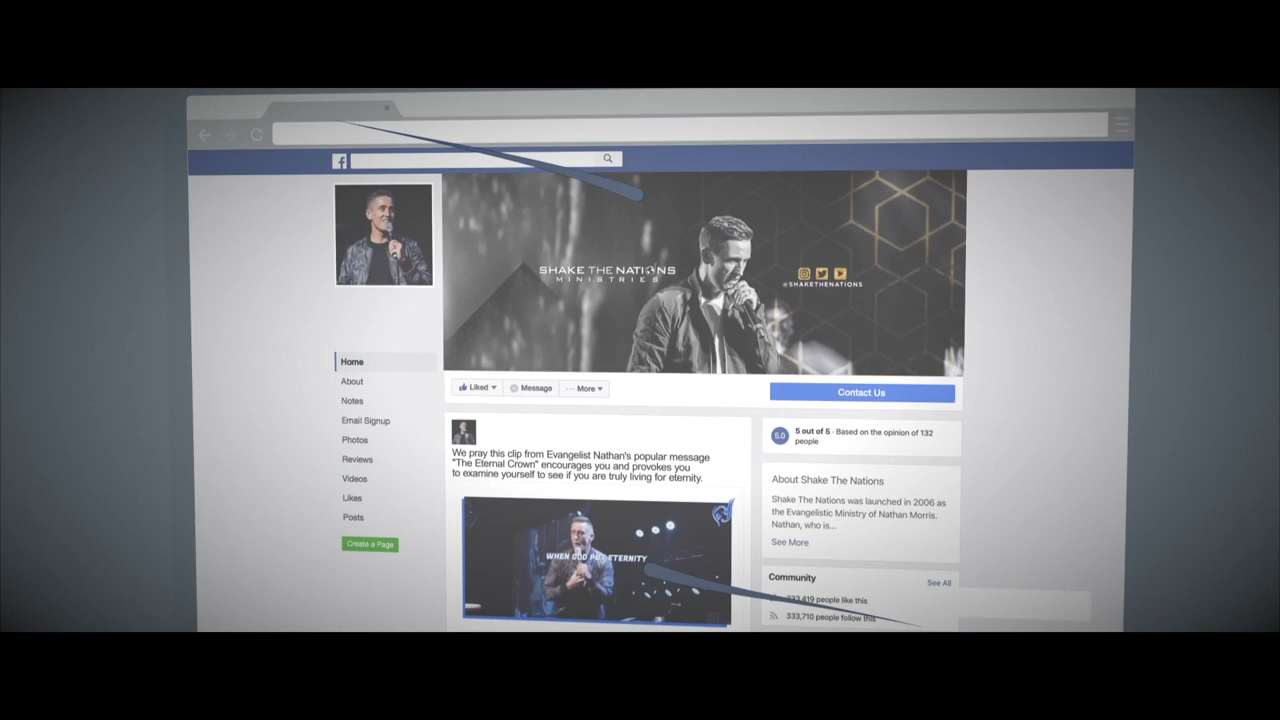 SHAKE THE NATIONS
MINISTRIES
@SHAKETHENATIONS
Home
About
Notes
Email Signup
Photos
Reviews
Videos
Likes
Posts
Create a Page
Liked
Message
More
Contact Us
We pray this clip from Evangelist Nathan's popular message
"The Eternal Crown" encourages you and provokes you
to examine yourself to see if you are truly living for eternity.
WHEN GOD PUT ETERNITY
5.0
5 out of 5 · Based on the opinion of 132
people
About Shake The Nations
Shake The Nations was launched in 2006 as
the Evangelistic Ministry of Nathan Morris.
Nathan, who is...
See More
Community
See All
333,419 people like this
333,710 people follow this